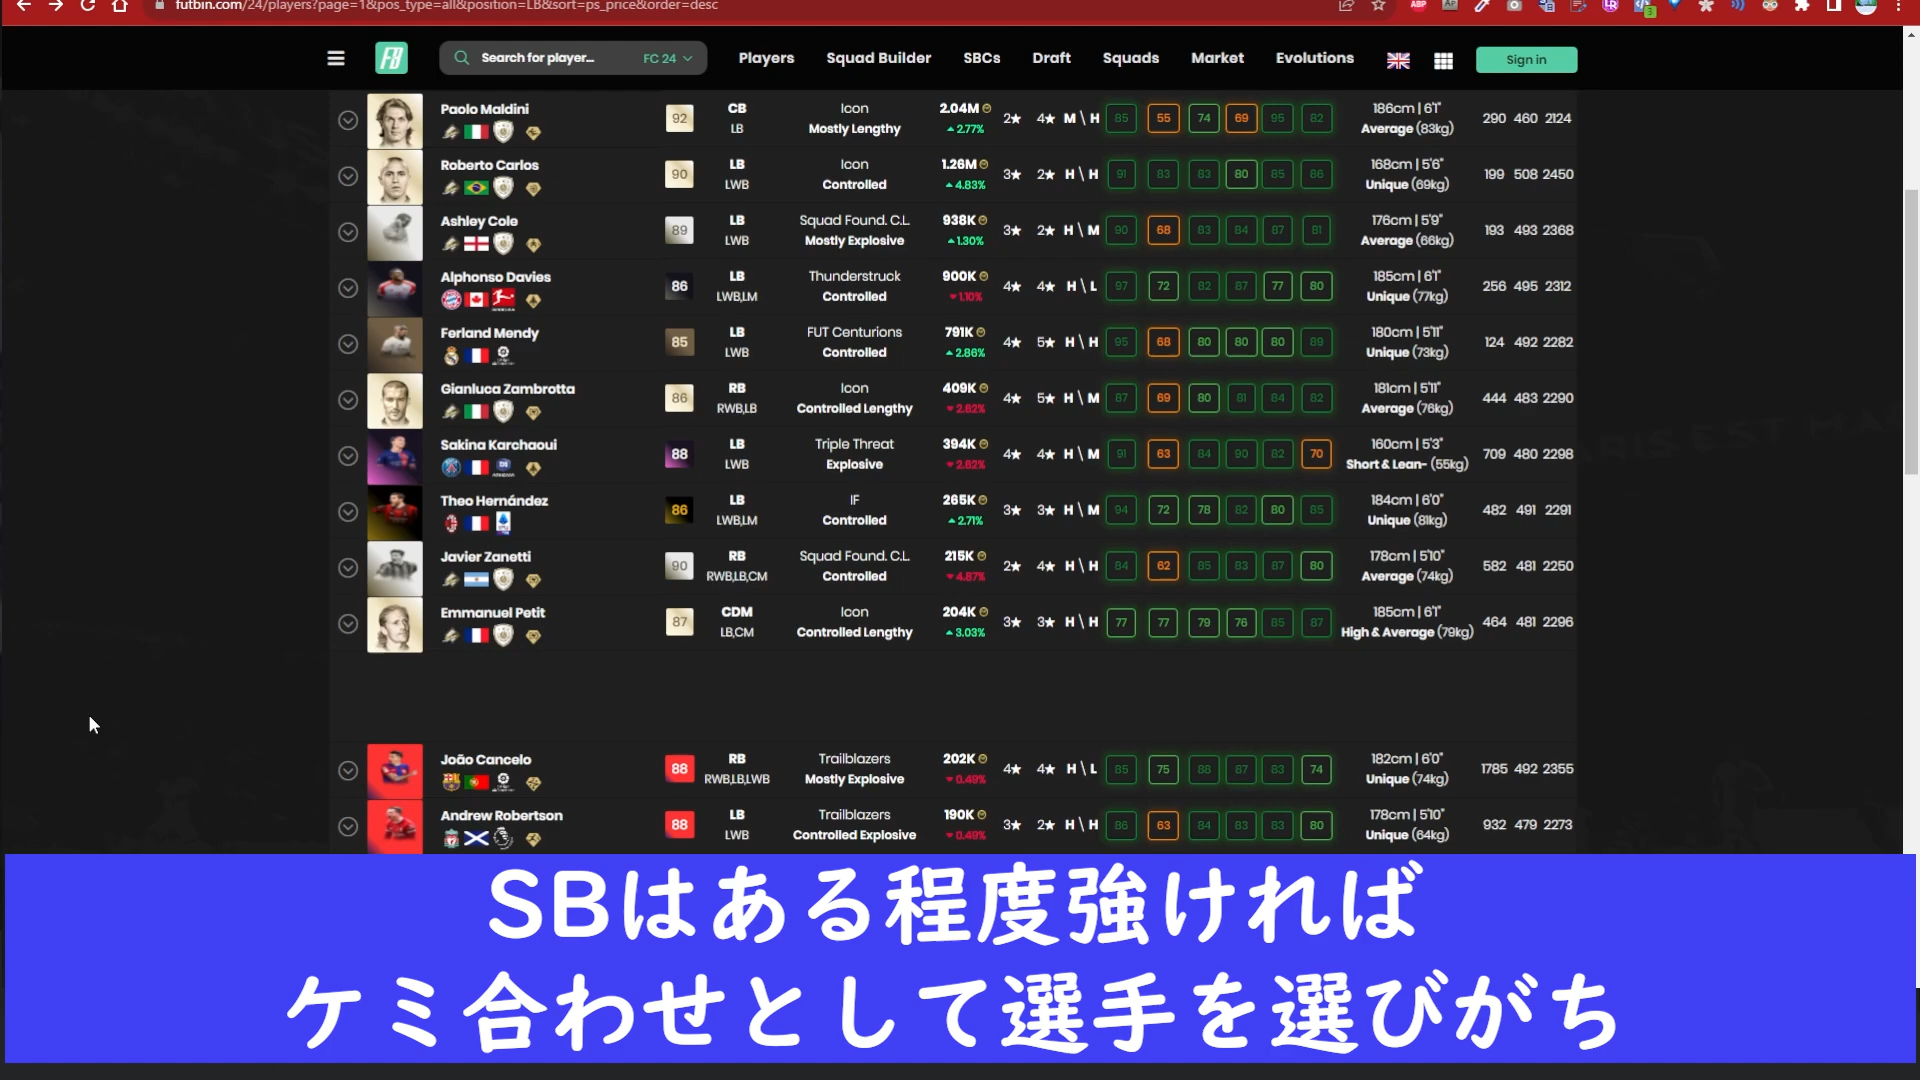 futbin.com/24/players?page=1&pos_type=all&position=LB&sort=ps_price&order=desc
FB Search for player... FC 24 Players Squad Builder SBCs Draft Squads Market Evolutions Sign in
Paolo Maldini 92 CB LB Icon Mostly Lengthy 2.04M 2.77% 2★ 4★ M \ H 85 55 74 69 95 82 186cm | 6'1" Average (83kg) 290 460 2124
Roberto Carlos 90 LB LWB Icon Controlled 1.26M 4.83% 3★ 2★ H \ H 91 83 83 80 85 86 168cm | 5'6" Unique (69kg) 199 508 2450
Ashley Cole 89 LB LWB Squad Found. C.L Mostly Explosive 938K 1.30% 3★ 2★ H \ M 90 68 83 84 87 81 176cm | 5'9" Average (66kg) 193 493 2368
Alphonso Davies 86 LB LWB,LM Thunderstruck Controlled 900K 1.10% 4★ 4★ H \ L 97 72 82 87 77 80 185cm | 6'1" Unique (77kg) 256 495 2312
Ferland Mendy 85 LB LWB FUT Centurions Controlled 791K 2.86% 4★ 5★ H \ H 95 68 80 80 80 89 180cm | 5'11" Unique (73kg) 124 492 2282
Gianluca Zambrotta 86 RB RWB,LB Icon Controlled Lengthy 409K 2.62% 4★ 5★ H \ M 87 69 80 81 84 82 181cm | 5'11" Average (76kg) 444 483 2290
Sakina Karchaoui 88 LB LWB Triple Threat Explosive 394K 2.62% 4★ 4★ H \ M 91 63 84 90 82 70 160cm | 5'3" Short & Lean- (55kg) 709 480 2298
Theo Hernández 86 LB LWB,LM IF Controlled 265K 2.71% 3★ 3★ H \ M 94 72 78 82 80 85 184cm | 6'0" Unique (81kg) 482 491 2291
Javier Zanetti 90 RB RWB,LB,CM Squad Found. C.L Controlled 215K 4.87% 2★ 4★ H \ H 84 62 85 83 87 80 178cm | 5'10" Average (74kg) 582 481 2250
Emmanuel Petit 87 CDM LB,CM Icon Controlled Lengthy 204K 3.03% 3★ 3★ H \ H 77 77 79 76 85 87 185cm | 6'1" High & Average (79kg) 464 481 2296
João Cancelo 88 RB RWB,LB,LWB Trailblazers Mostly Explosive 202K 0.49% 4★ 4★ H \ L 85 75 88 87 83 74 182cm | 6'0" Unique (74kg) 1785 492 2355
Andrew Robertson 88 LB LWB Trailblazers Controlled Explosive 190K 0.49% 3★ 2★ H \ H 86 63 84 83 83 80 178cm | 5'10" Unique (64kg) 932 479 2273
SBはある程度強ければ
ケミ合わせとして選手を選びがち